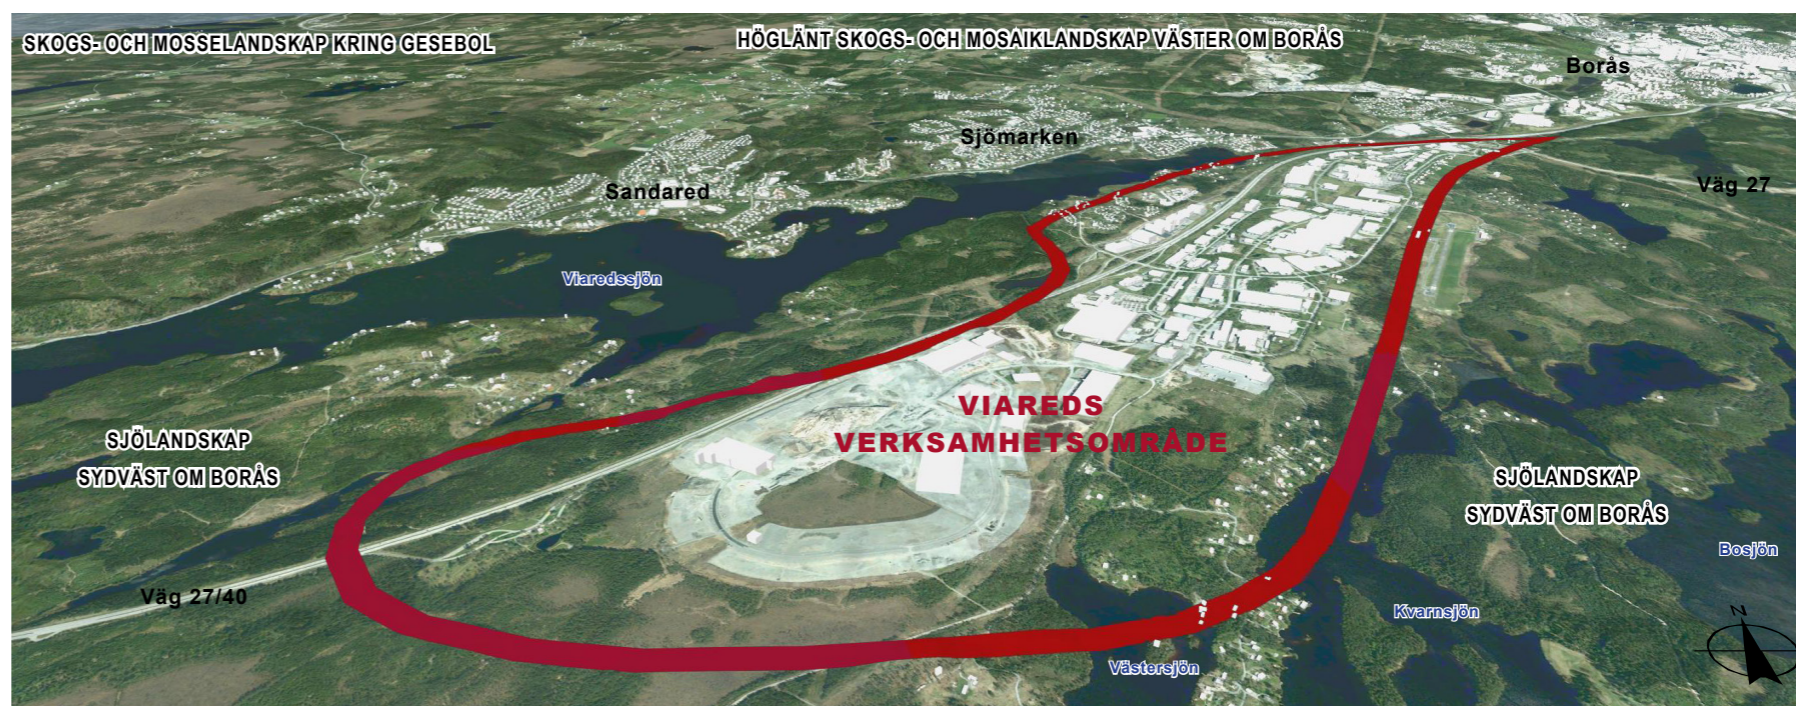 SKOGS- OCH MOSSELANDSKAP KRING GESEBOL
HÖGLÄNT SKOGS- OCH MOSAIKLANDSKAP VÄSTER OM BORÅS
Borås
Sjömarken
Sandared
Väg 27
Viaredssjön
VIAREDS
VERKSAMHETSOMRÅDE
SJÖLANDSKAP
SYDVÄST OM BORÅS
SJÖLANDSKAP
SYDVÄST OM BORÅS
Bosjön
Väg 27/40
Kvarnsjön
N
Västersjön